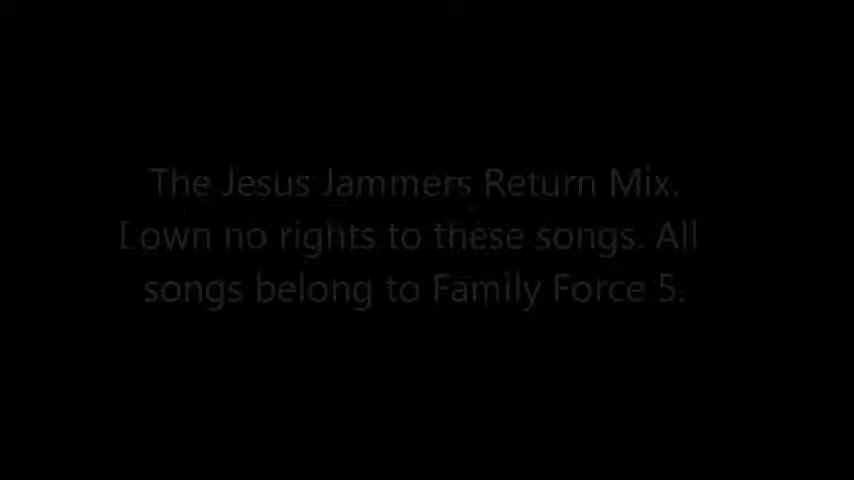 The Jesus Jammers Return Mix.
I own no rights to these songs. All
songs belong to Family Force 5.